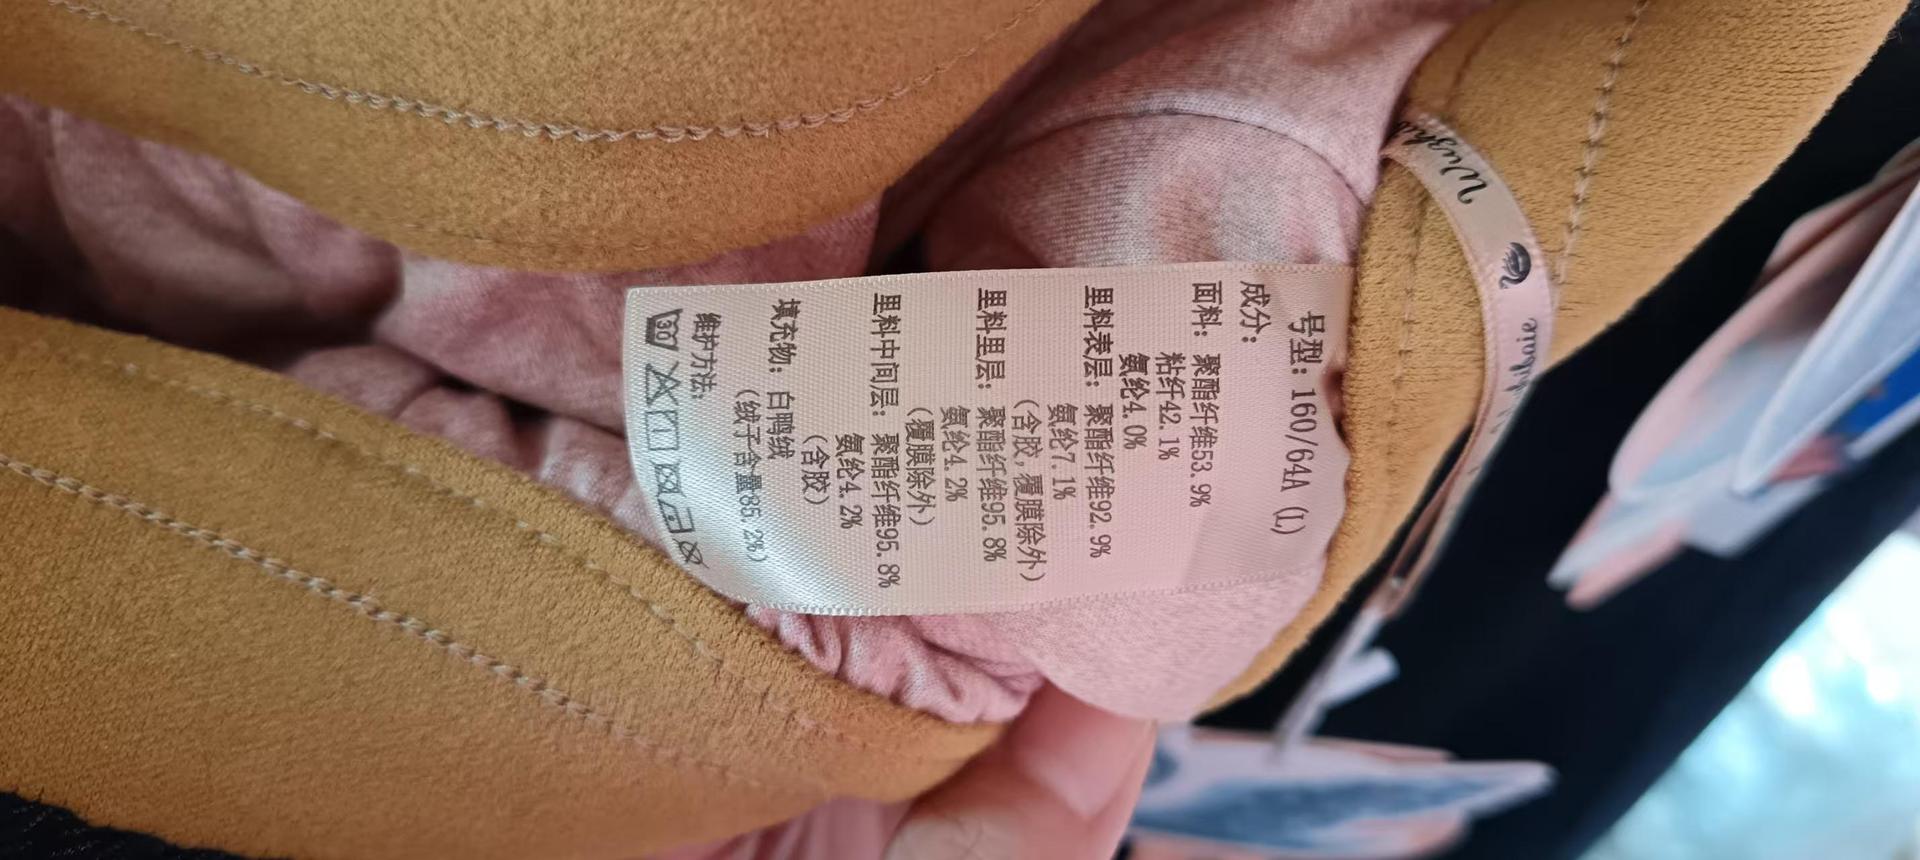 号型：160/64A (L)
成分：
面料：聚酯纤维53.9%
粘纤42.1%
氨纶4.0%
里料表层：聚酯纤维92.9%
氨纶7.1%
(含胶,覆膜除外)
里料里层：聚酯纤维95.8%
氨纶4.2%
(覆膜除外)
里料中间层：聚酯纤维95.8%
氨纶4.2%
(含胶)
填充物：白鸭绒
(绒子含量85.2%)
维护方法：
30